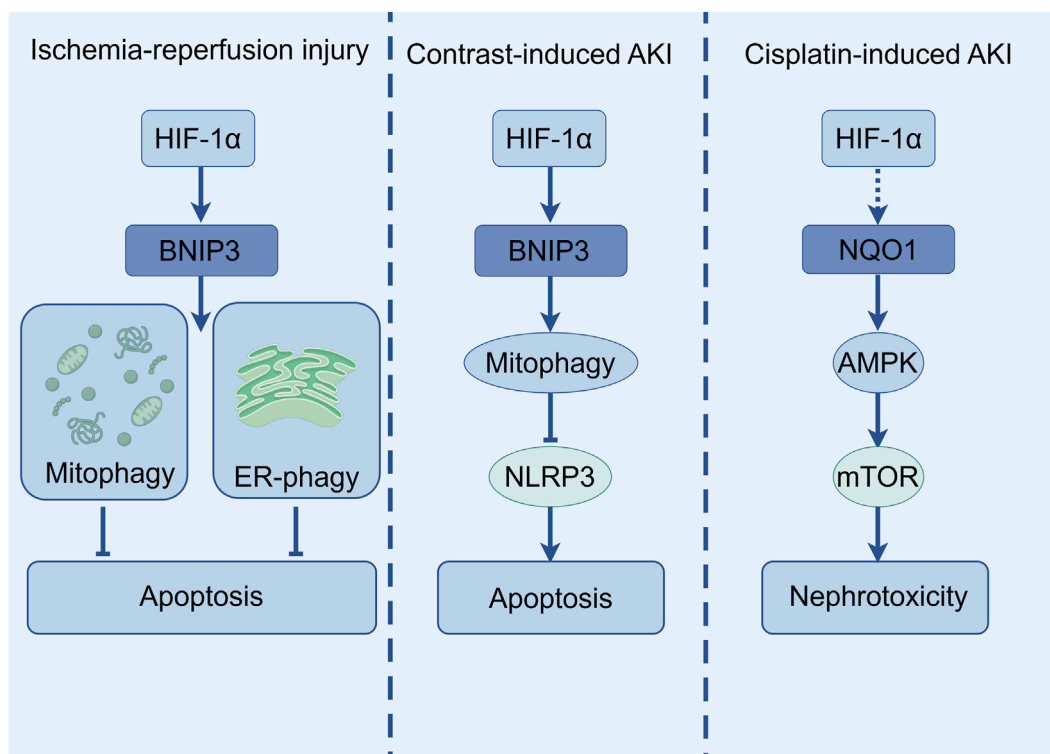 Ischemia-reperfusion injury
HIF-1α
BNIP3
Mitophagy
ER-phagy
Apoptosis
Contrast-induced AKI
HIF-1α
BNIP3
Mitophagy
NLRP3
Apoptosis
Cisplatin-induced AKI
HIF-1α
NQO1
AMPK
mTOR
Nephrotoxicity